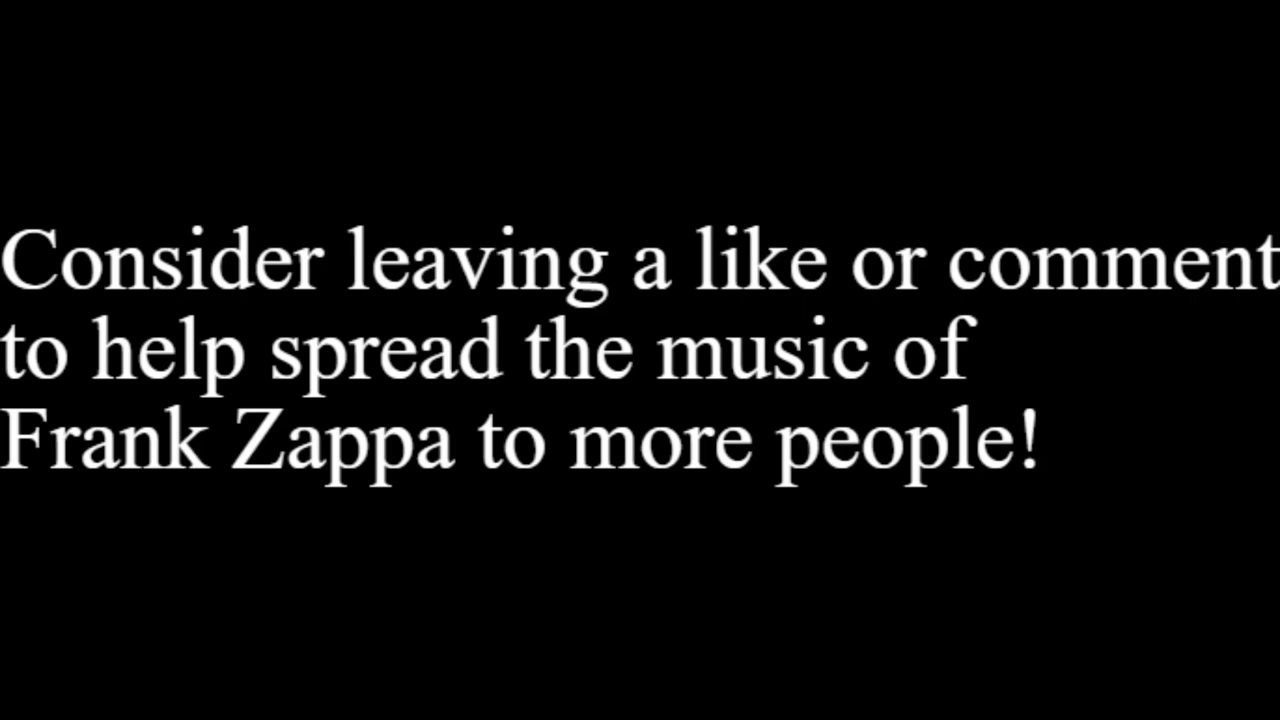 Consider leaving a like or comment
to help spread the music of
Frank Zappa to more people!